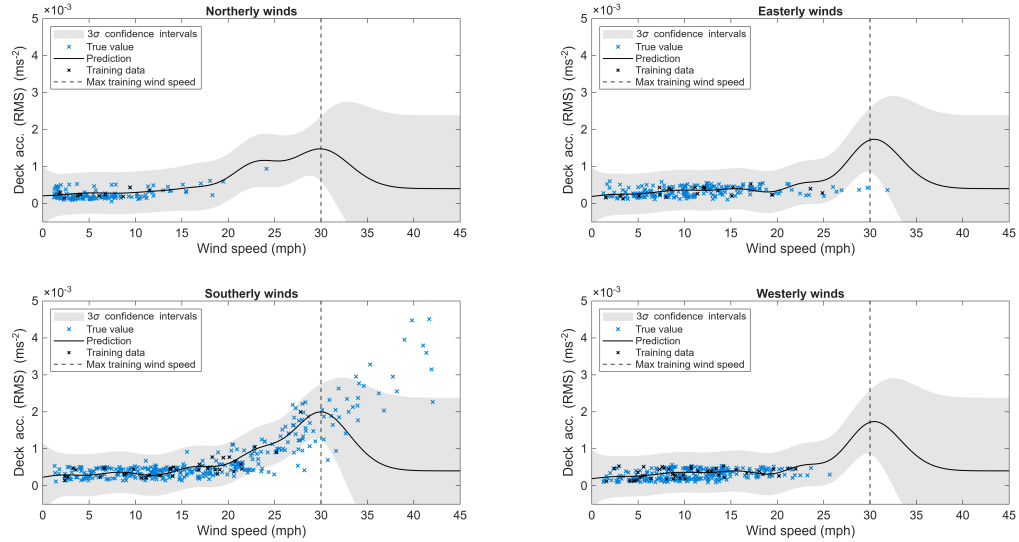 Northerly winds
×10⁻³
5
4
3
2
1
0
3σ confidence intervals
True value
Prediction
Training data
Max training wind speed
Deck acc. (RMS) (ms⁻²)
0 5 10 15 20 25 30 35 40 45
Wind speed (mph)
Easterly winds
×10⁻³
5
4
3
2
1
0
3σ confidence intervals
True value
Prediction
Training data
Max training wind speed
Deck acc. (RMS) (ms⁻²)
0 5 10 15 20 25 30 35 40 45
Wind speed (mph)
Southerly winds
×10⁻³
5
4
3
2
1
0
3σ confidence intervals
True value
Prediction
Training data
Max training wind speed
Deck acc. (RMS) (ms⁻²)
0 5 10 15 20 25 30 35 40 45
Wind speed (mph)
Westerly winds
×10⁻³
5
4
3
2
1
0
3σ confidence intervals
True value
Prediction
Training data
Max training wind speed
Deck acc. (RMS) (ms⁻²)
0 5 10 15 20 25 30 35 40 45
Wind speed (mph)